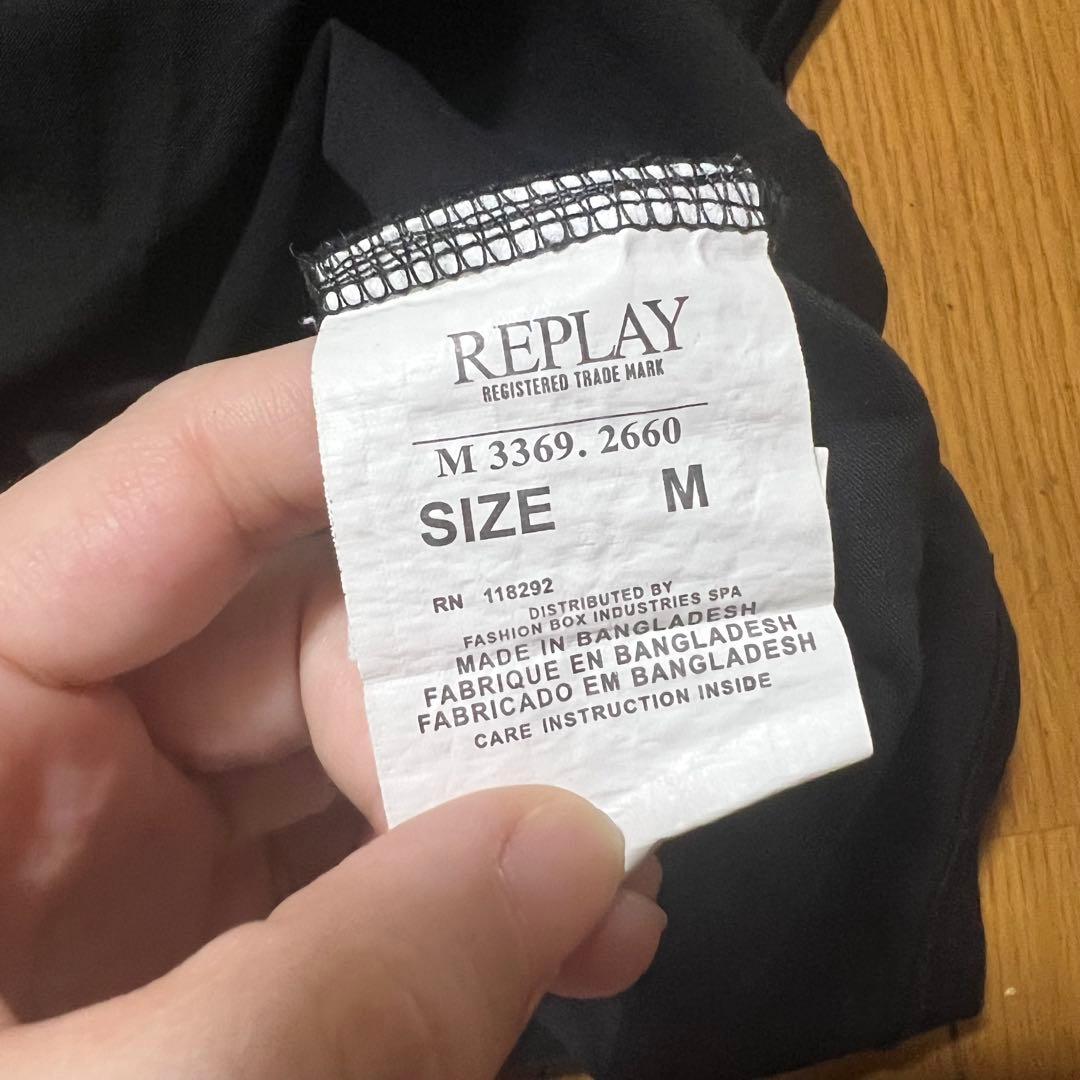 REPLAY
REGISTERED TRADE MARK
M 3369. 2660
SIZE M
RN 118292
DISTRIBUTED BY
FASHION BOX INDUSTRIES SPA
MADE IN BANGLADESH
FABRIQUE EN BANGLADESH
FABRICADO EM BANGLADESH
CARE INSTRUCTION INSIDE